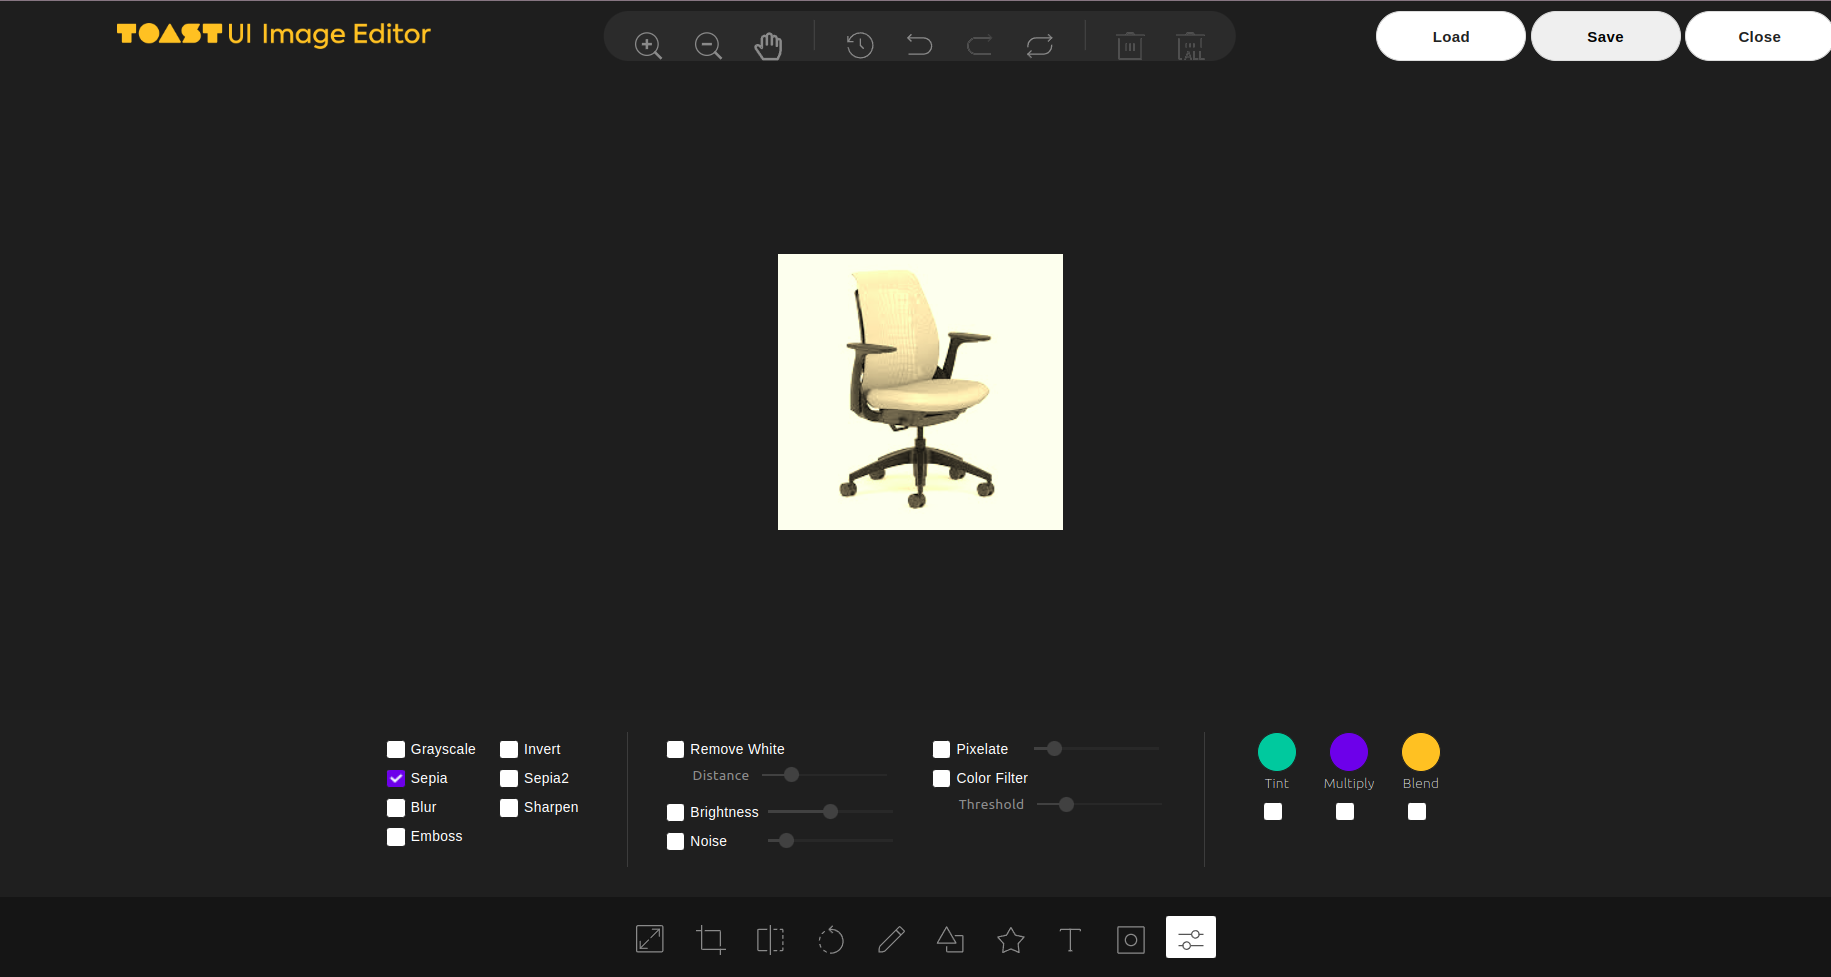 TOAST UI Image Editor
ALL
Load
Save
Close
Grayscale
Invert
Sepia
Sepia2
Blur
Sharpen
Emboss
Remove White
Distance
Brightness
Noise
Pixelate
Color Filter
Threshold
Tint
Multiply
Blend